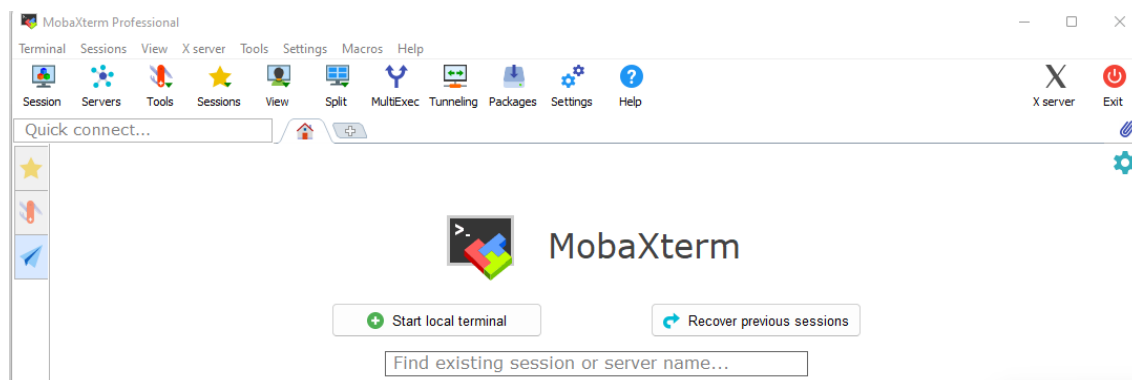 MobaXterm Professional
Terminal Sessions View X server Tools Settings Macros Help
Session Servers Tools Sessions View Split MultiExec Tunneling Packages Settings Help X server Exit
Quick connect...
>_
MobaXterm
Start local terminal Recover previous sessions
Find existing session or server name...